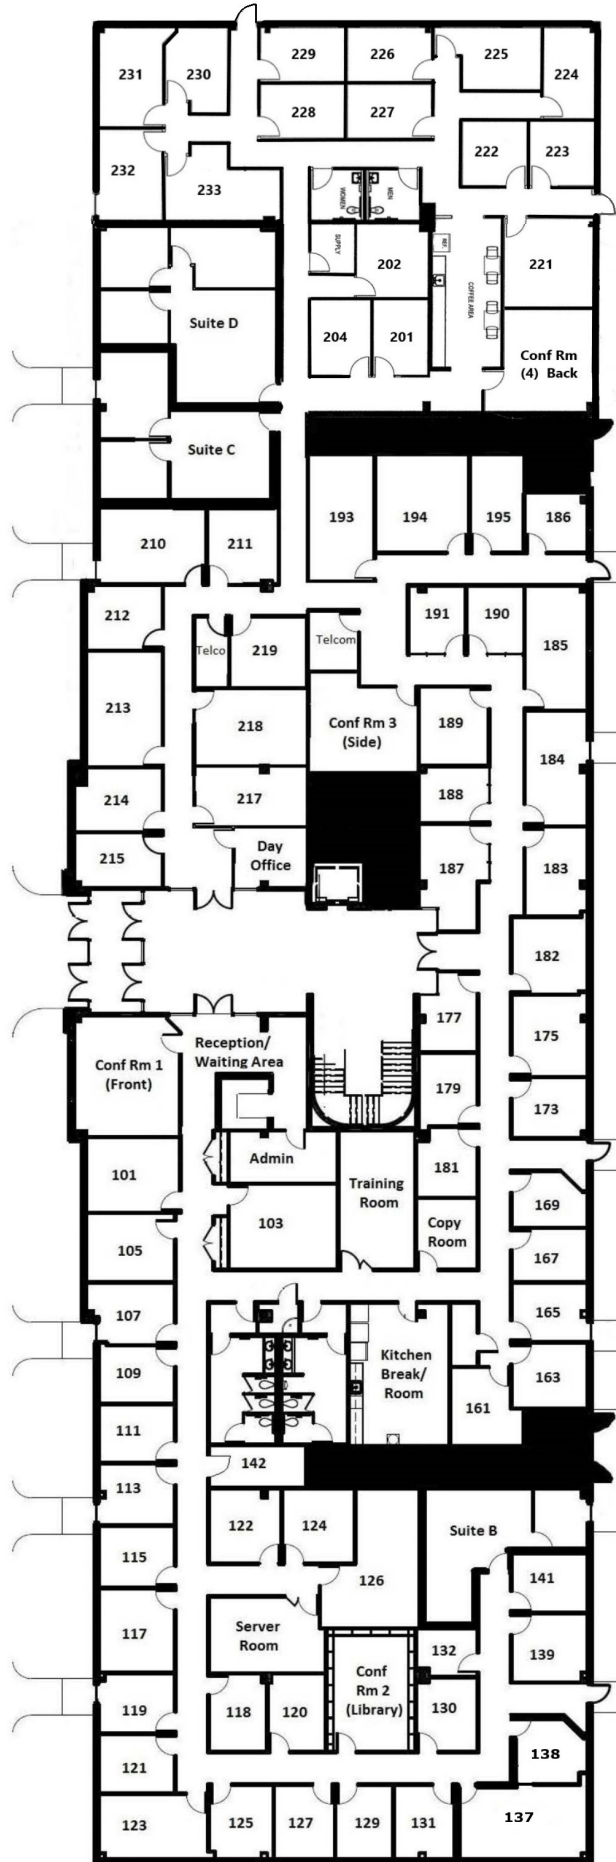 229
226
225
231
230
224
228
227
222
223
232
233
WOMEN
MEN
SUPPLY
REF.
202
221
COFFEE AREA
Suite D
204
201
Conf Rm
(4) Back
Suite C
193
194
195
186
210
211
212
191
190
Telco
219
Telcom
185
213
218
Conf Rm 3
(Side)
189
184
214
217
188
215
Day
Office
187
183
182
177
175
Reception/
Waiting Area
Conf Rm 1
(Front)
179
173
Admin
101
181
Training
Room
169
103
Copy
Room
105
167
107
165
Kitchen
Break/
Room
109
163
161
111
142
113
122
124
Suite B
115
126
141
117
Server
Room
132
139
Conf
Rm 2
(Library)
119
118
120
130
121
138
123
125
127
129
131
137